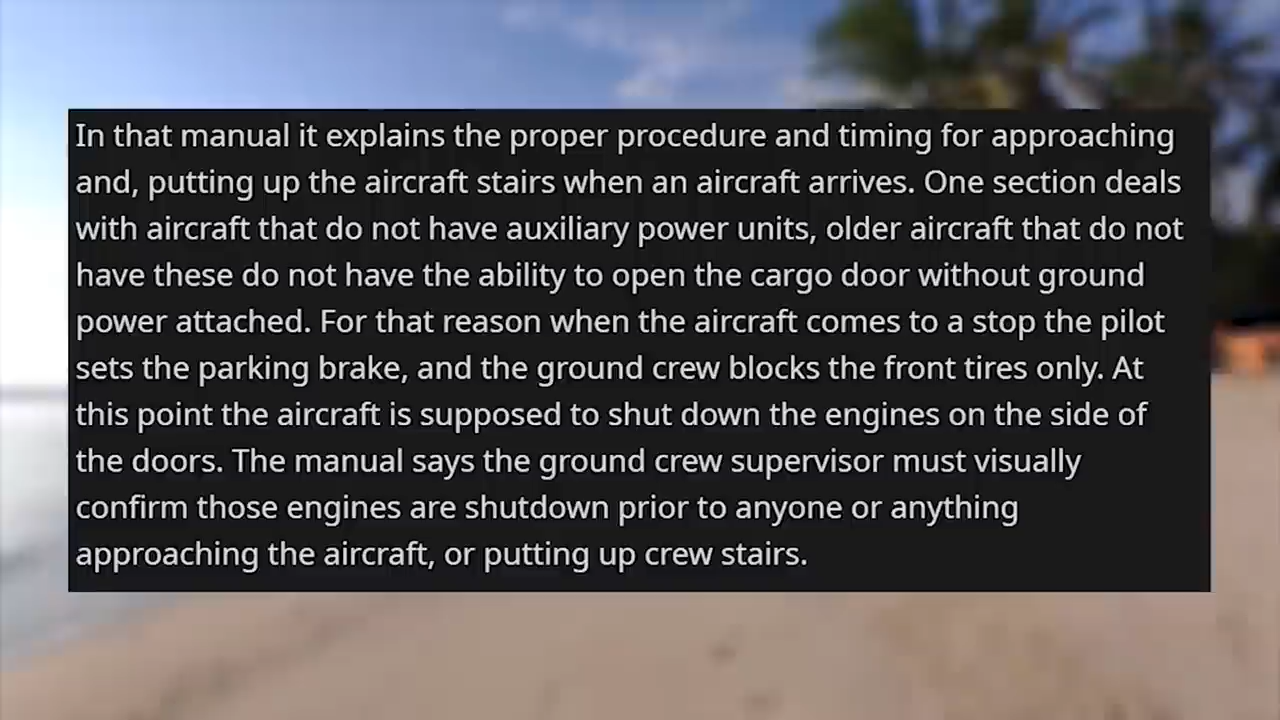 In that manual it explains the proper procedure and timing for approaching
and, putting up the aircraft stairs when an aircraft arrives. One section deals
with aircraft that do not have auxiliary power units, older aircraft that do not
have these do not have the ability to open the cargo door without ground
power attached. For that reason when the aircraft comes to a stop the pilot
sets the parking brake, and the ground crew blocks the front tires only. At
this point the aircraft is supposed to shut down the engines on the side of
the doors. The manual says the ground crew supervisor must visually
confirm those engines are shutdown prior to anyone or anything
approaching the aircraft, or putting up crew stairs.